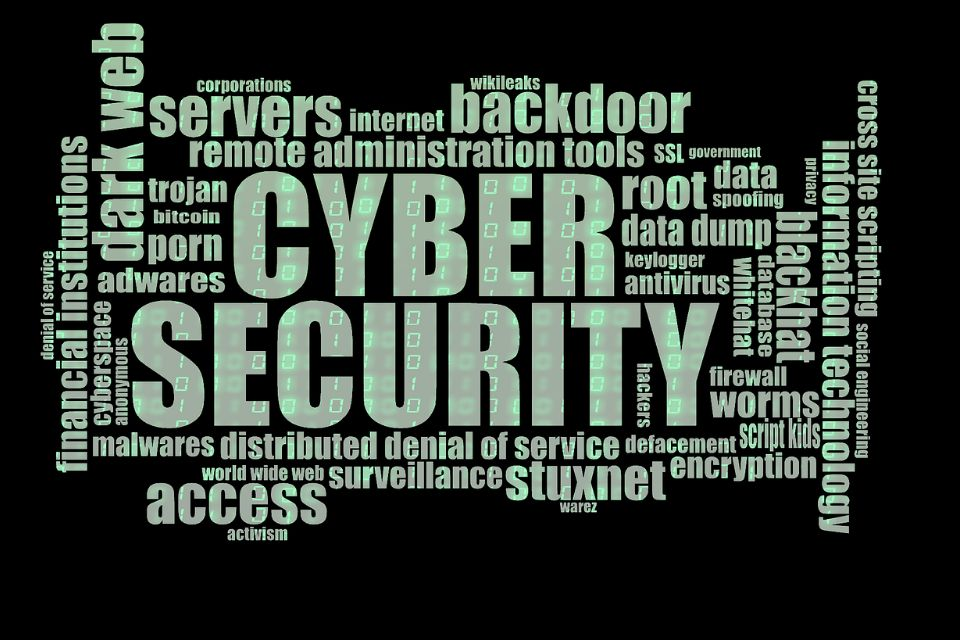 dark web
corporations
wikileaks
servers
internet
backdoor
remote administration tools
SSL
government
trojan
bitcoin
porn
adwares
CYBER
root
data
spoofing
data dump
keylogger
antivirus
privacy
cross site scripting
information technology
blackhat
database
whitehat
denial of service
financial institutions
cyberspace
anonymous
SECURITY
hackers
firewall
worms
script kids
social engineering
malwares
distributed denial of service
defacement
encryption
world wide web
surveillance
stuxnet
access
warez
activism